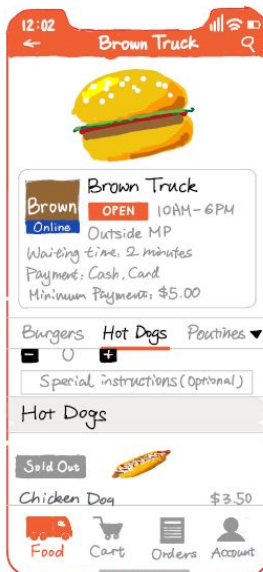 12:02
Brown Truck
Brown
Online
Brown Truck
OPEN 10AM-6PM
Outside MP
Waiting time: 2 minutes
Payment: Cash, Card
Minimum Payment: $5.00
Burgers Hot Dogs Poutines
- 0 +
Special instructions (Optional)
Hot Dogs
Sold Out
Chicken Dog $3.50
Food Cart Orders Account